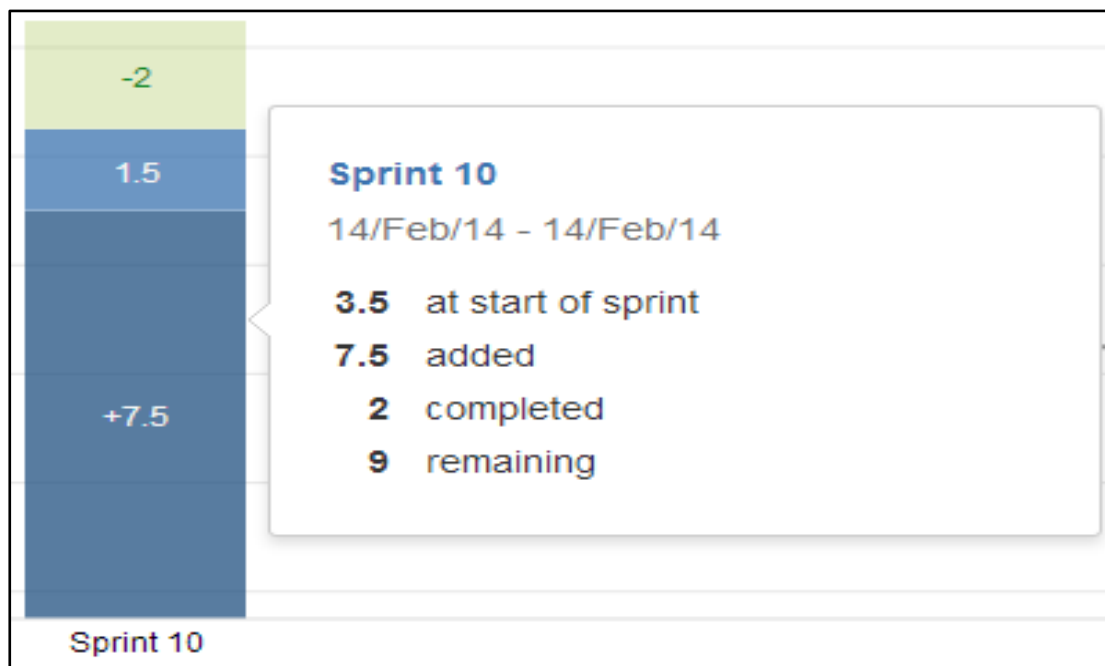 -2
1.5
+7.5
Sprint 10
Sprint 10
14/Feb/14 - 14/Feb/14
3.5 at start of sprint
7.5 added
2 completed
9 remaining